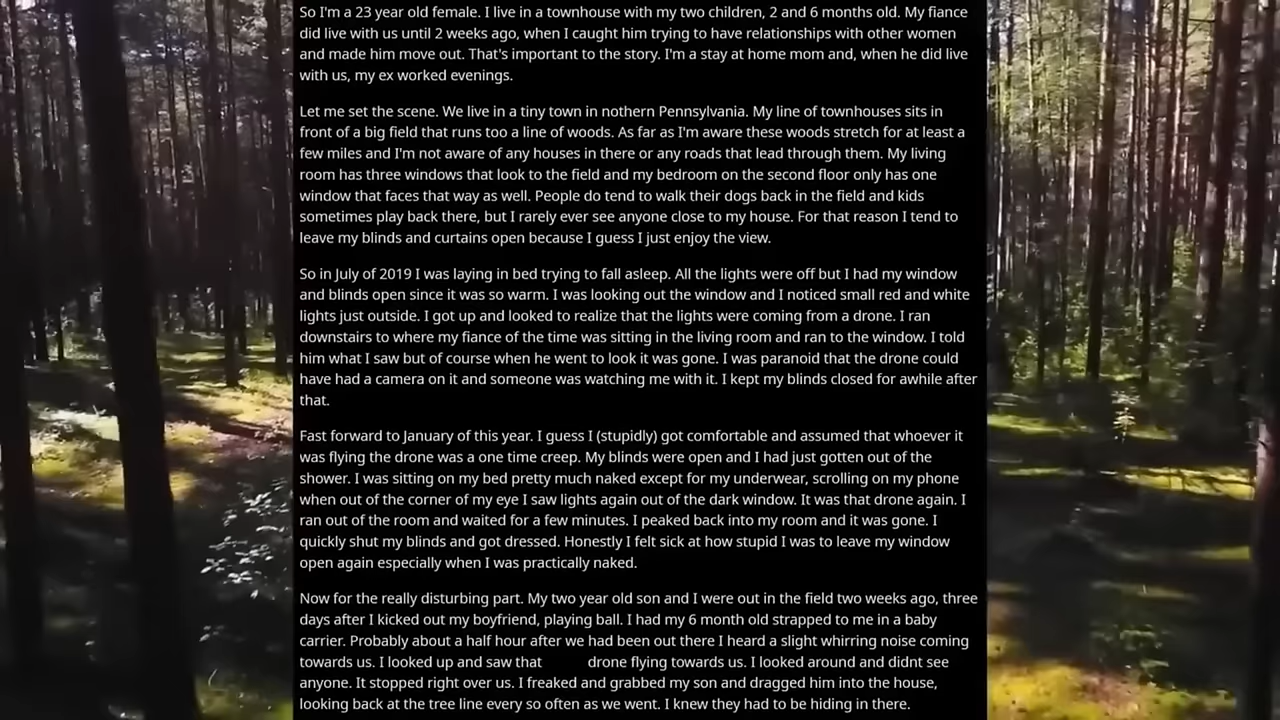 So I'm a 23 year old female. I live in a townhouse with my two children, 2 and 6 months old. My fiance
did live with us until 2 weeks ago, when I caught him trying to have relationships with other women
and made him move out. That's important to the story. I'm a stay at home mom and, when he did live
with us, my ex worked evenings.
Let me set the scene. We live in a tiny town in nothern Pennsylvania. My line of townhouses sits in
front of a big field that runs too a line of woods. As far as I'm aware these woods stretch for at least a
few miles and I'm not aware of any houses in there or any roads that lead through them. My living
room has three windows that look to the field and my bedroom on the second floor only has one
window that faces that way as well. People do tend to walk their dogs back in the field and kids
sometimes play back there, but I rarely ever see anyone close to my house. For that reason I tend to
leave my blinds and curtains open because I guess I just enjoy the view.
So in July of 2019 I was laying in bed trying to fall asleep. All the lights were off but I had my window
and blinds open since it was so warm. I was looking out the window and I noticed small red and white
lights just outside. I got up and looked to realize that the lights were coming from a drone. I ran
downstairs to where my fiance of the time was sitting in the living room and ran to the window. I told
him what I saw but of course when he went to look it was gone. I was paranoid that the drone could
have had a camera on it and someone was watching me with it. I kept my blinds closed for awhile after
that.
Fast forward to January of this year. I guess I (stupidly) got comfortable and assumed that whoever it
was flying the drone was a one time creep. My blinds were open and I had just gotten out of the
shower. I was sitting on my bed pretty much naked except for my underwear, scrolling on my phone
when out of the corner of my eye I saw lights again out of the dark window. It was that drone again. I
ran out of the room and waited for a few minutes. I peaked back into my room and it was gone. I
quickly shut my blinds and got dressed. Honestly I felt sick at how stupid I was to leave my window
open again especially when I was practically naked.
Now for the really disturbing part. My two year old son and I were out in the field two weeks ago, three
days after I kicked out my boyfriend, playing ball. I had my 6 month old strapped to me in a baby
carrier. Probably about a half hour after we had been out there I heard a slight whirring noise coming
towards us. I looked up and saw that drone flying towards us. I looked around and didnt see
anyone. It stopped right over us. I freaked and grabbed my son and dragged him into the house,
looking back at the tree line every so often as we went. I knew they had to be hiding in there.